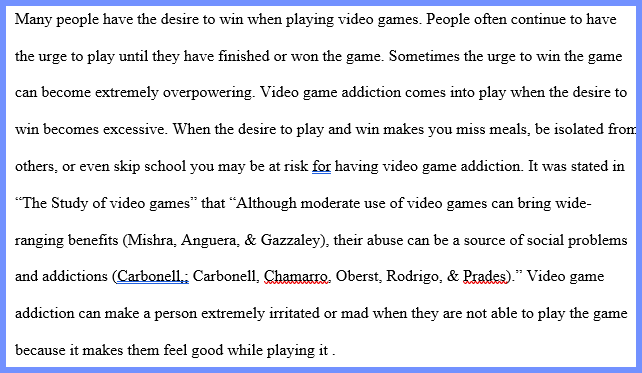 Many people have the desire to win when playing video games. People often continue to have
the urge to play until they have finished or won the game. Sometimes the urge to win the game
can become extremely overpowering. Video game addiction comes into play when the desire to
win becomes excessive. When the desire to play and win makes you miss meals, be isolated from
others, or even skip school you may be at risk for having video game addiction. It was stated in
“The Study of video games” that “Although moderate use of video games can bring wide-
ranging benefits (Mishra, Anguera, & Gazzaley), their abuse can be a source of social problems
and addictions (Carbonell,; Carbonell, Chamarro, Oberst, Rodrigo, & Prades).” Video game
addiction can make a person extremely irritated or mad when they are not able to play the game
because it makes them feel good while playing it .